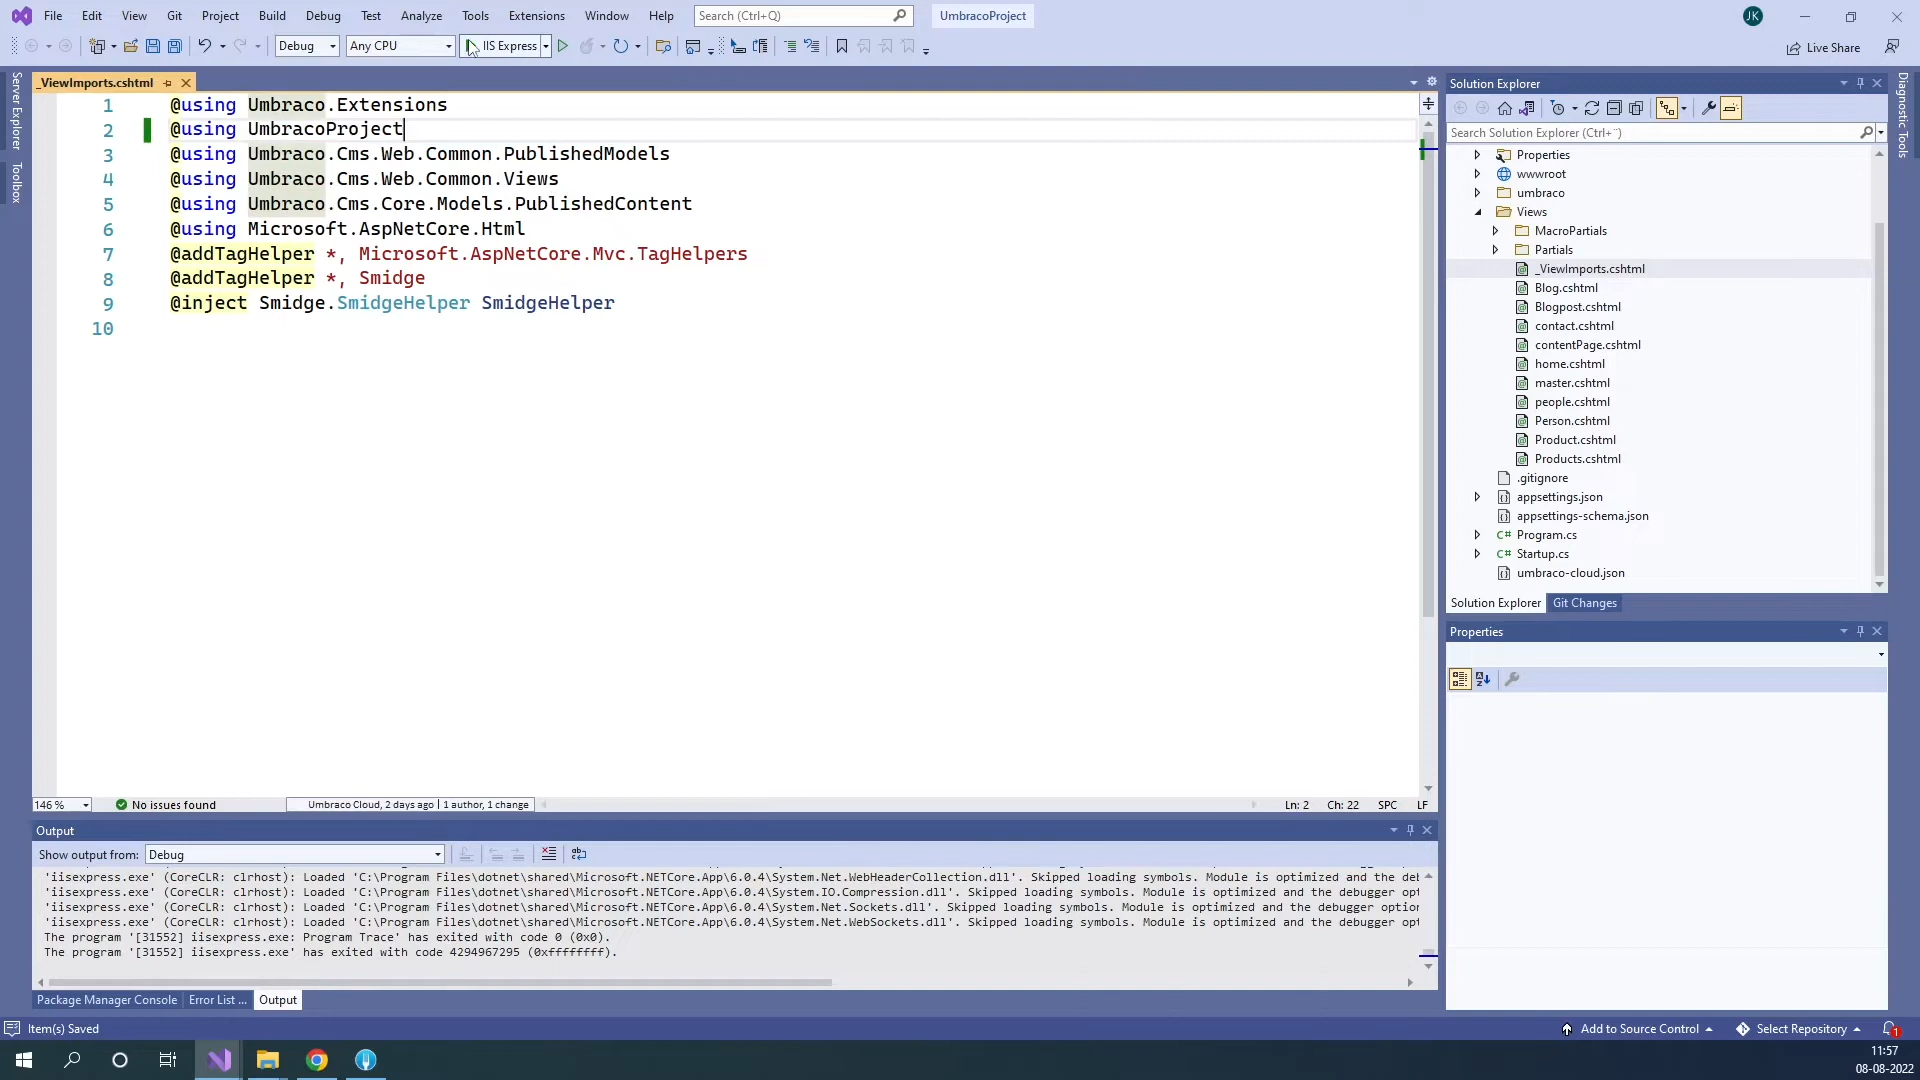 File Edit View Git Project Build Debug Test Analyze Tools Extensions Window Help Search (Ctrl+Q) UmbracoProject JK
Debug Any CPU IIS Express Live Share
Server Explorer
Toolbox
_ViewImports.cshtml
1 @using Umbraco.Extensions
2 @using UmbracoProject
3 @using Umbraco.Cms.Web.Common.PublishedModels
4 @using Umbraco.Cms.Web.Common.Views
5 @using Umbraco.Cms.Core.Models.PublishedContent
6 @using Microsoft.AspNetCore.Html
7 @addTagHelper *, Microsoft.AspNetCore.Mvc.TagHelpers
8 @addTagHelper *, Smidge
9 @inject Smidge.SmidgeHelper SmidgeHelper
10
146 % No issues found Umbraco Cloud, 2 days ago | 1 author, 1 change Ln: 2 Ch: 22 SPC LF
Solution Explorer
Search Solution Explorer (Ctrl+¨)
Properties
wwwroot
umbraco
Views
MacroPartials
Partials
_ViewImports.cshtml
Blog.cshtml
Blogpost.cshtml
contact.cshtml
contentPage.cshtml
home.cshtml
master.cshtml
people.cshtml
Person.cshtml
Product.cshtml
Products.cshtml
.gitignore
appsettings.json
appsettings-schema.json
Program.cs
Startup.cs
umbraco-cloud.json
Solution Explorer Git Changes
Properties
Diagnostic Tools
Output
Show output from: Debug
'iisexpress.exe' (CoreCLR: clrhost): Loaded 'C:\Program Files\dotnet\shared\Microsoft.NETCore.App\6.0.4\System.Net.WebHeaderCollection.dll'. Skipped loading symbols. Module is optimized and the deb
'iisexpress.exe' (CoreCLR: clrhost): Loaded 'C:\Program Files\dotnet\shared\Microsoft.NETCore.App\6.0.4\System.IO.Compression.dll'. Skipped loading symbols. Module is optimized and the debugger opt
'iisexpress.exe' (CoreCLR: clrhost): Loaded 'C:\Program Files\dotnet\shared\Microsoft.NETCore.App\6.0.4\System.Net.Sockets.dll'. Skipped loading symbols. Module is optimized and the debugger option
'iisexpress.exe' (CoreCLR: clrhost): Loaded 'C:\Program Files\dotnet\shared\Microsoft.NETCore.App\6.0.4\System.Net.WebSockets.dll'. Skipped loading symbols. Module is optimized and the debugger opt
The program '[31552] iisexpress.exe: Program Trace' has exited with code 0 (0x0).
The program '[31552] iisexpress.exe' has exited with code 4294967295 (0xffffffff).
Package Manager Console Error List ... Output
Item(s) Saved Add to Source Control Select Repository 1
11:57
08-08-2022